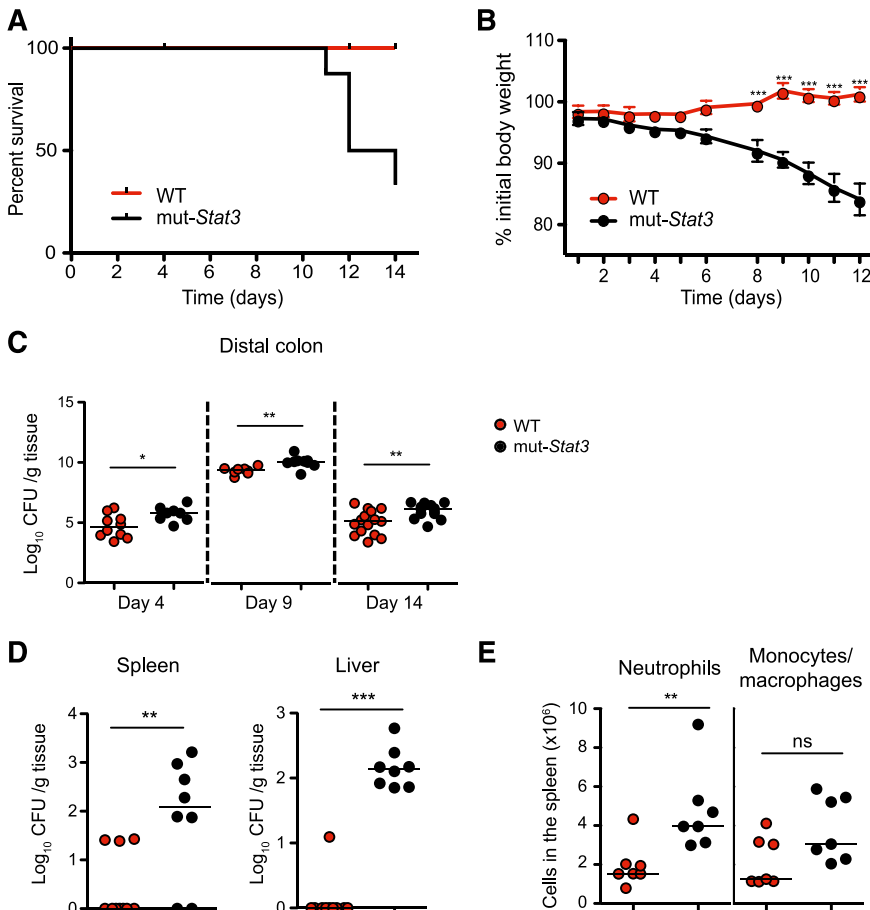 A
Percent survival
100
50
0
WT
mut-Stat3
0 2 4 6 8 10 12 14
Time (days)
B
% initial body weight
110
100
90
80
*** *** *** *** ***
WT
mut-Stat3
2 4 6 8 10 12
Time (days)
C
Distal colon
Log10 CFU /g tissue
15
10
5
0
* ** **
Day 4 Day 9 Day 14
WT
mut-Stat3
D
Spleen
Log10 CFU /g tissue
4
3
2
1
0
**
Liver
Log10 CFU /g tissue
3
2
1
0
***
E
Neutrophils
Monocytes/
macrophages
Cells in the spleen (x10⁶)
10
8
6
4
2
0
**
ns